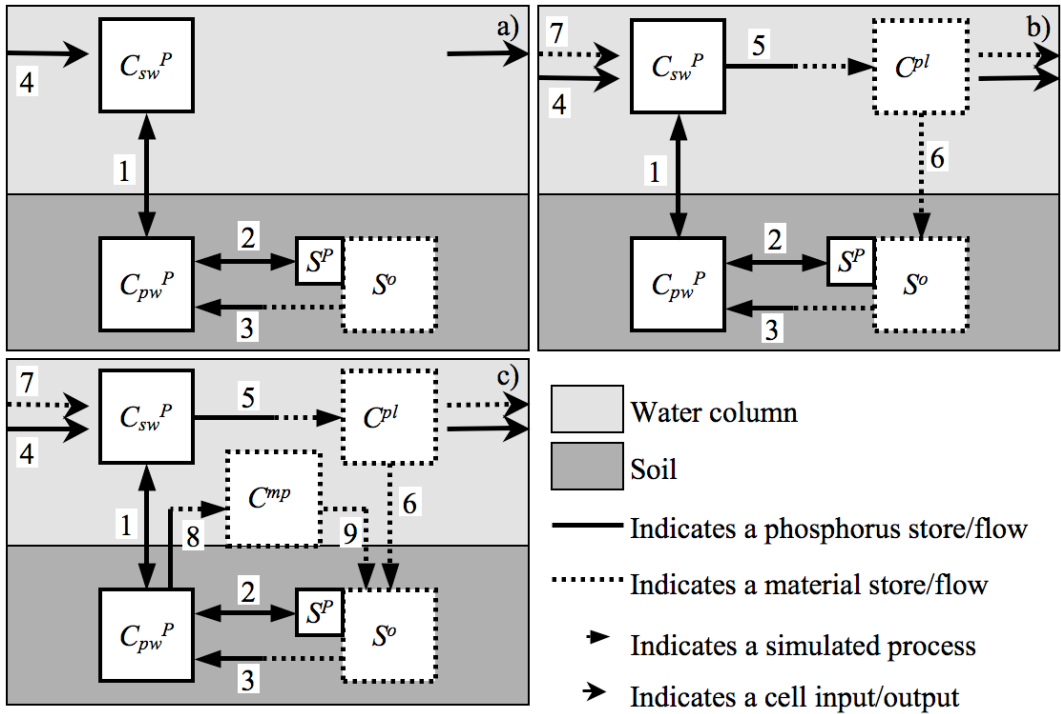 a)
4
C_sw^P
1
C_pw^P
2
S^P
S^o
3
b)
7
4
C_sw^P
5
C^pl
1
6
C_pw^P
2
S^P
S^o
3
c)
7
4
C_sw^P
5
C^pl
C^mp
1
8
9
6
C_pw^P
2
S^P
S^o
3
Water column
Soil
Indicates a phosphorus store/flow
Indicates a material store/flow
Indicates a simulated process
Indicates a cell input/output